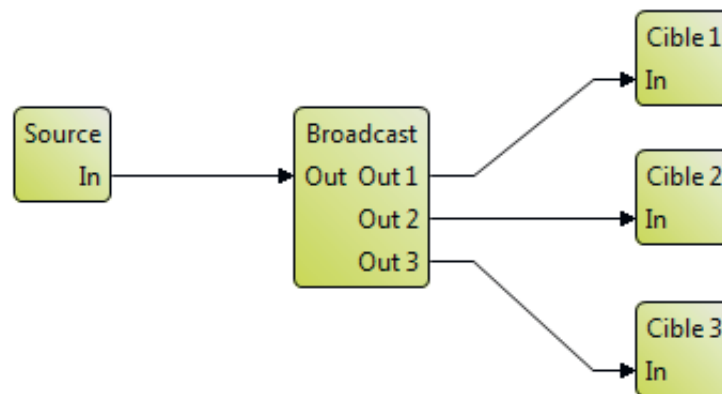 Source
In
Broadcast
Out Out 1
Out 2
Out 3
Cible 1
In
Cible 2
In
Cible 3
In